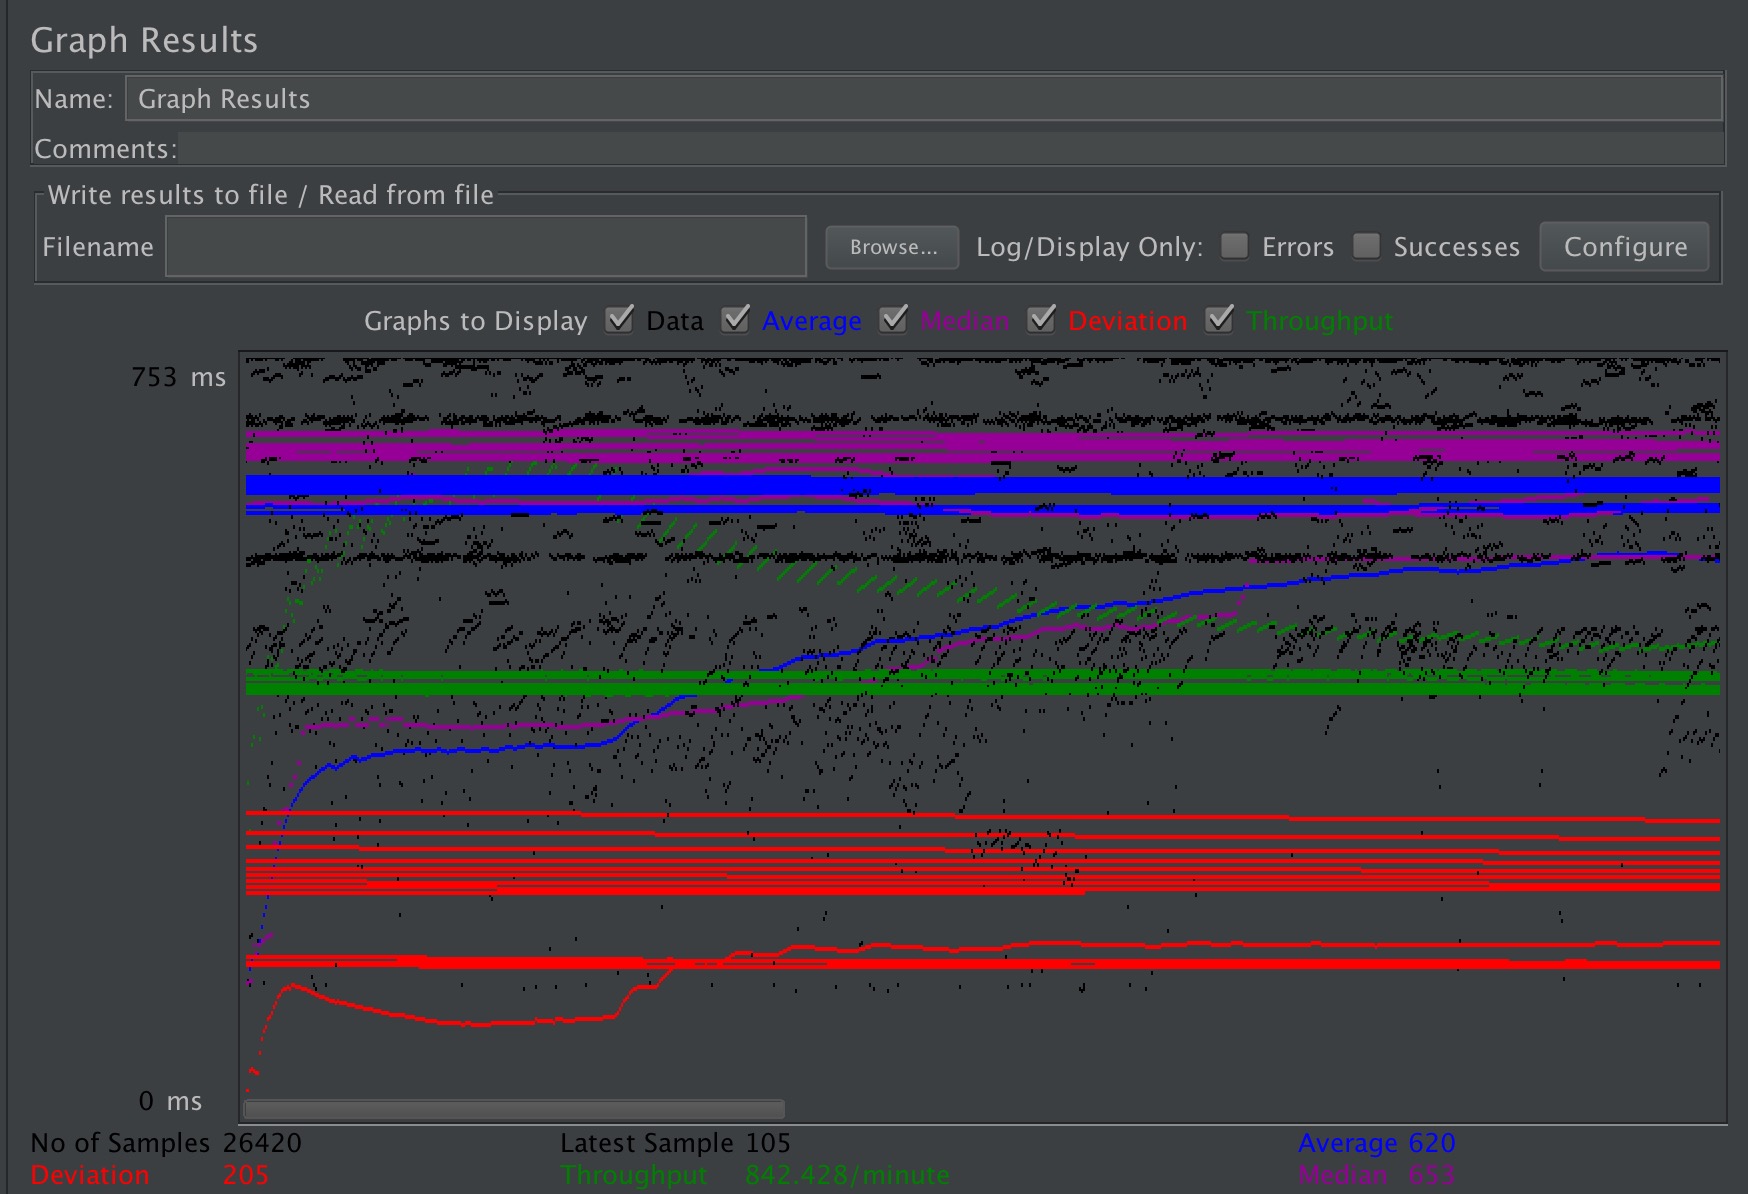 Graph Results
Name: Graph Results
Comments:
Write results to file / Read from file
Filename Browse... Log/Display Only: Errors Successes Configure
Graphs to Display Data Average Median Deviation Throughput
753 ms
0 ms
No of Samples 26420 Latest Sample 105 Average 620
Deviation 205 Throughput 842.428/minute Median 653